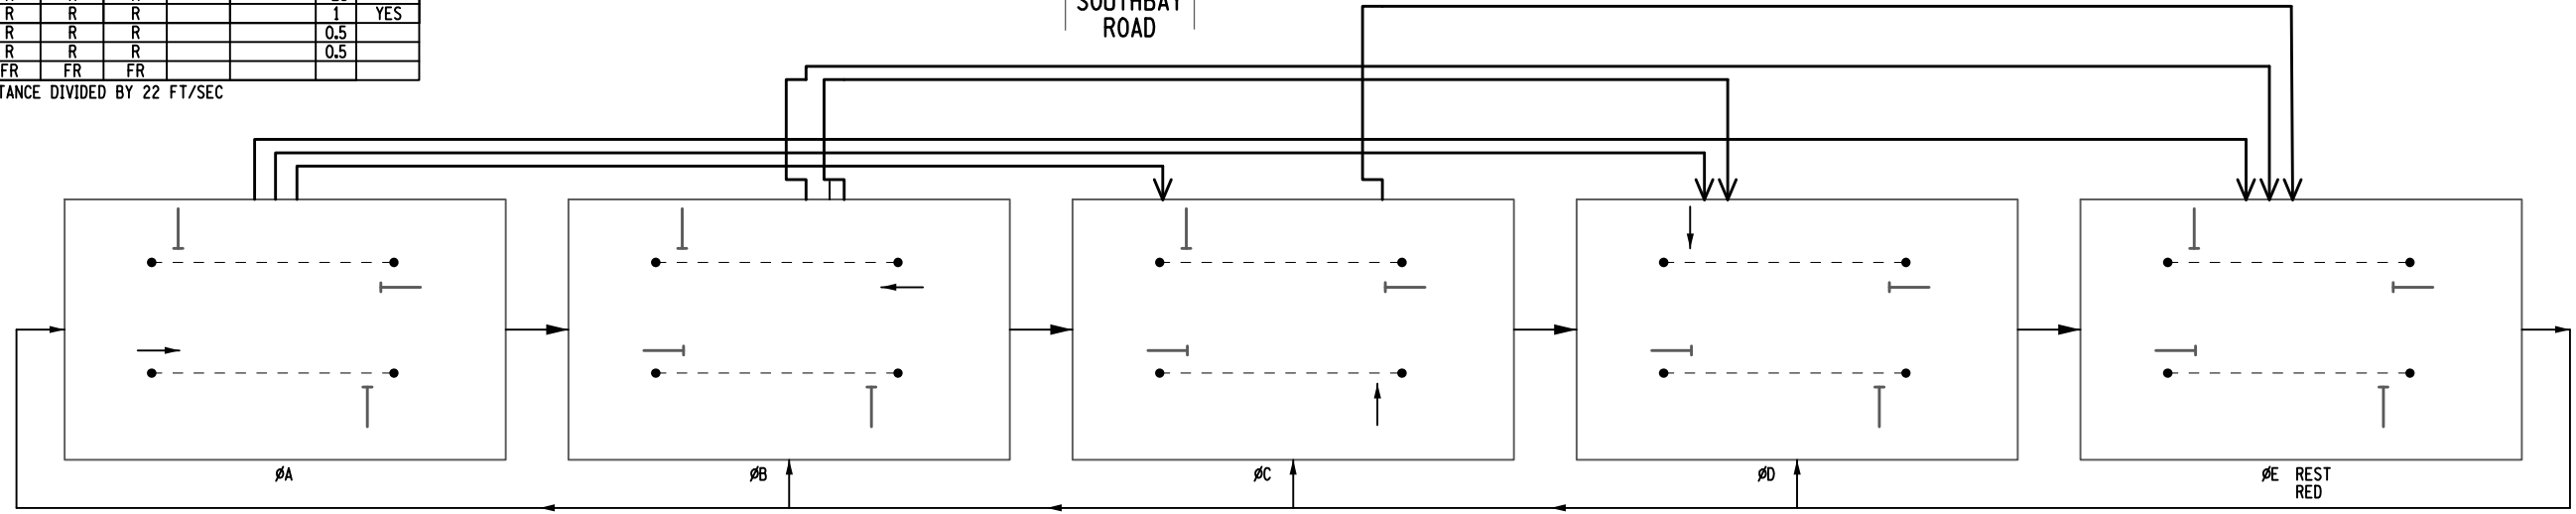 R R R 1 YES
R R R 0.5
R R R 0.5
FR FR FR
TANCE DIVIDED BY 22 FT/SEC
SOUTHBAY
ROAD
ØA
ØB
ØC
ØD
ØE REST
RED